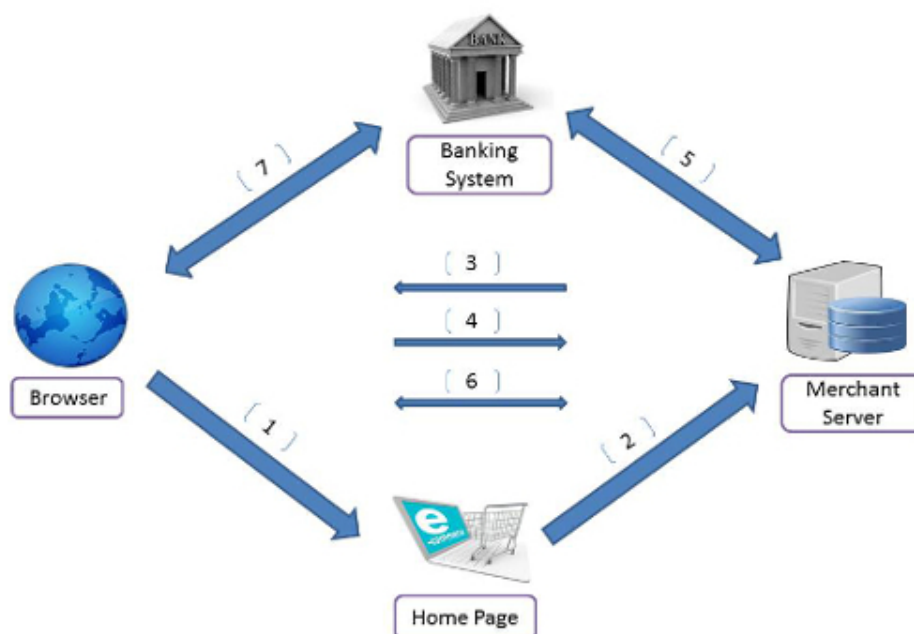 BANK
Banking
System
( 7 )
( 5 )
( 3 )
( 4 )
( 6 )
Browser
Merchant
Server
( 1 )
( 2 )
e
Home Page